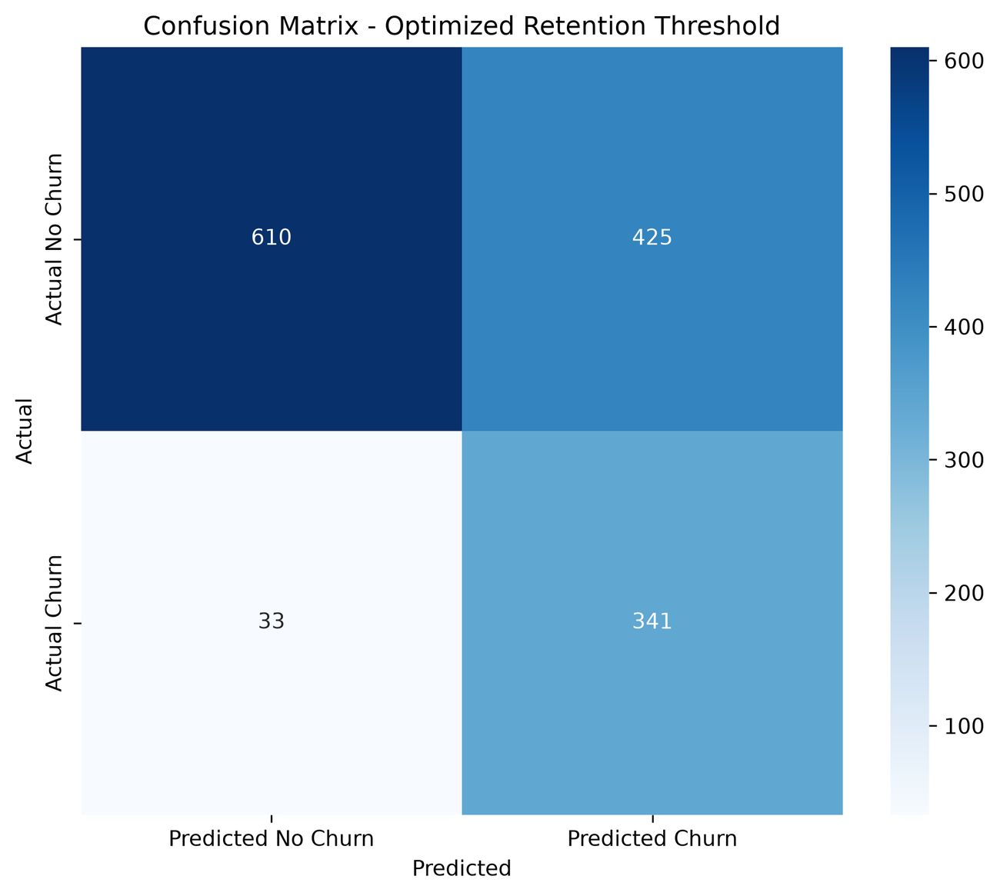 Confusion Matrix - Optimized Retention Threshold
Actual
Actual No Churn
Actual Churn
610
425
33
341
Predicted No Churn
Predicted Churn
Predicted
600
500
400
300
200
100